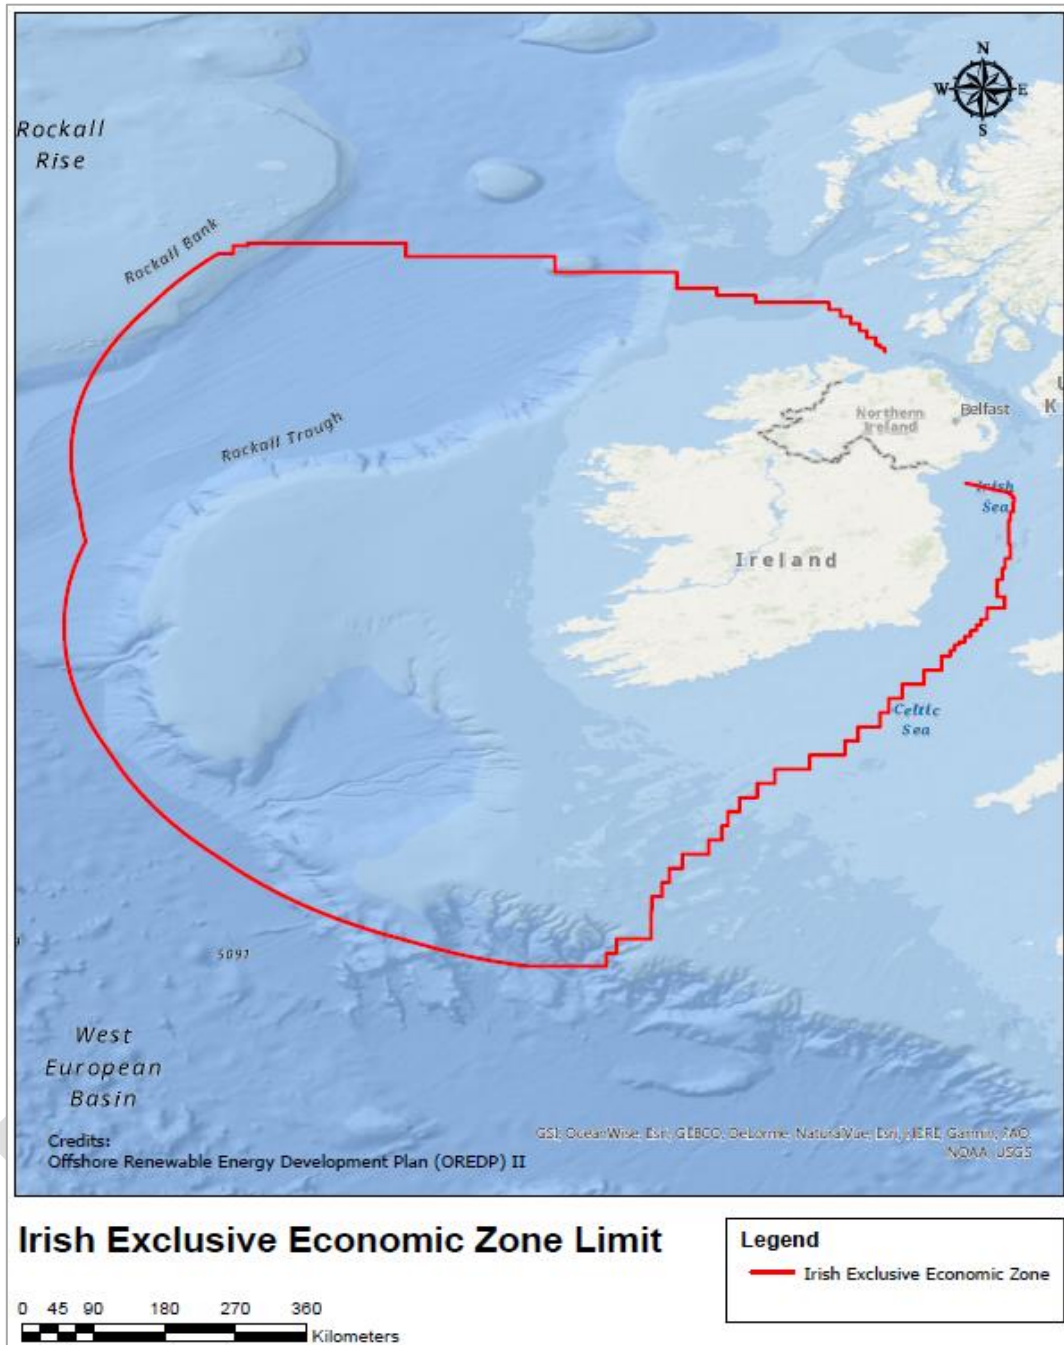 N
W E
S
Rockall
Rise
Rockall Bank
Rockall Trough
Northern
Ireland
Belfast
U
K
Irish
Sea
Ireland
Celtic
Sea
5091
West
European
Basin
Credits:
Offshore Renewable Energy Development Plan (OREDP) II
GSI, OceanWise, Esri, GEBCO, DeLorme, NaturalVue, Esri, HERE, Garmin, FAO,
NOAA, USGS
Irish Exclusive Economic Zone Limit
Legend
Irish Exclusive Economic Zone
0 45 90 180 270 360
Kilometers